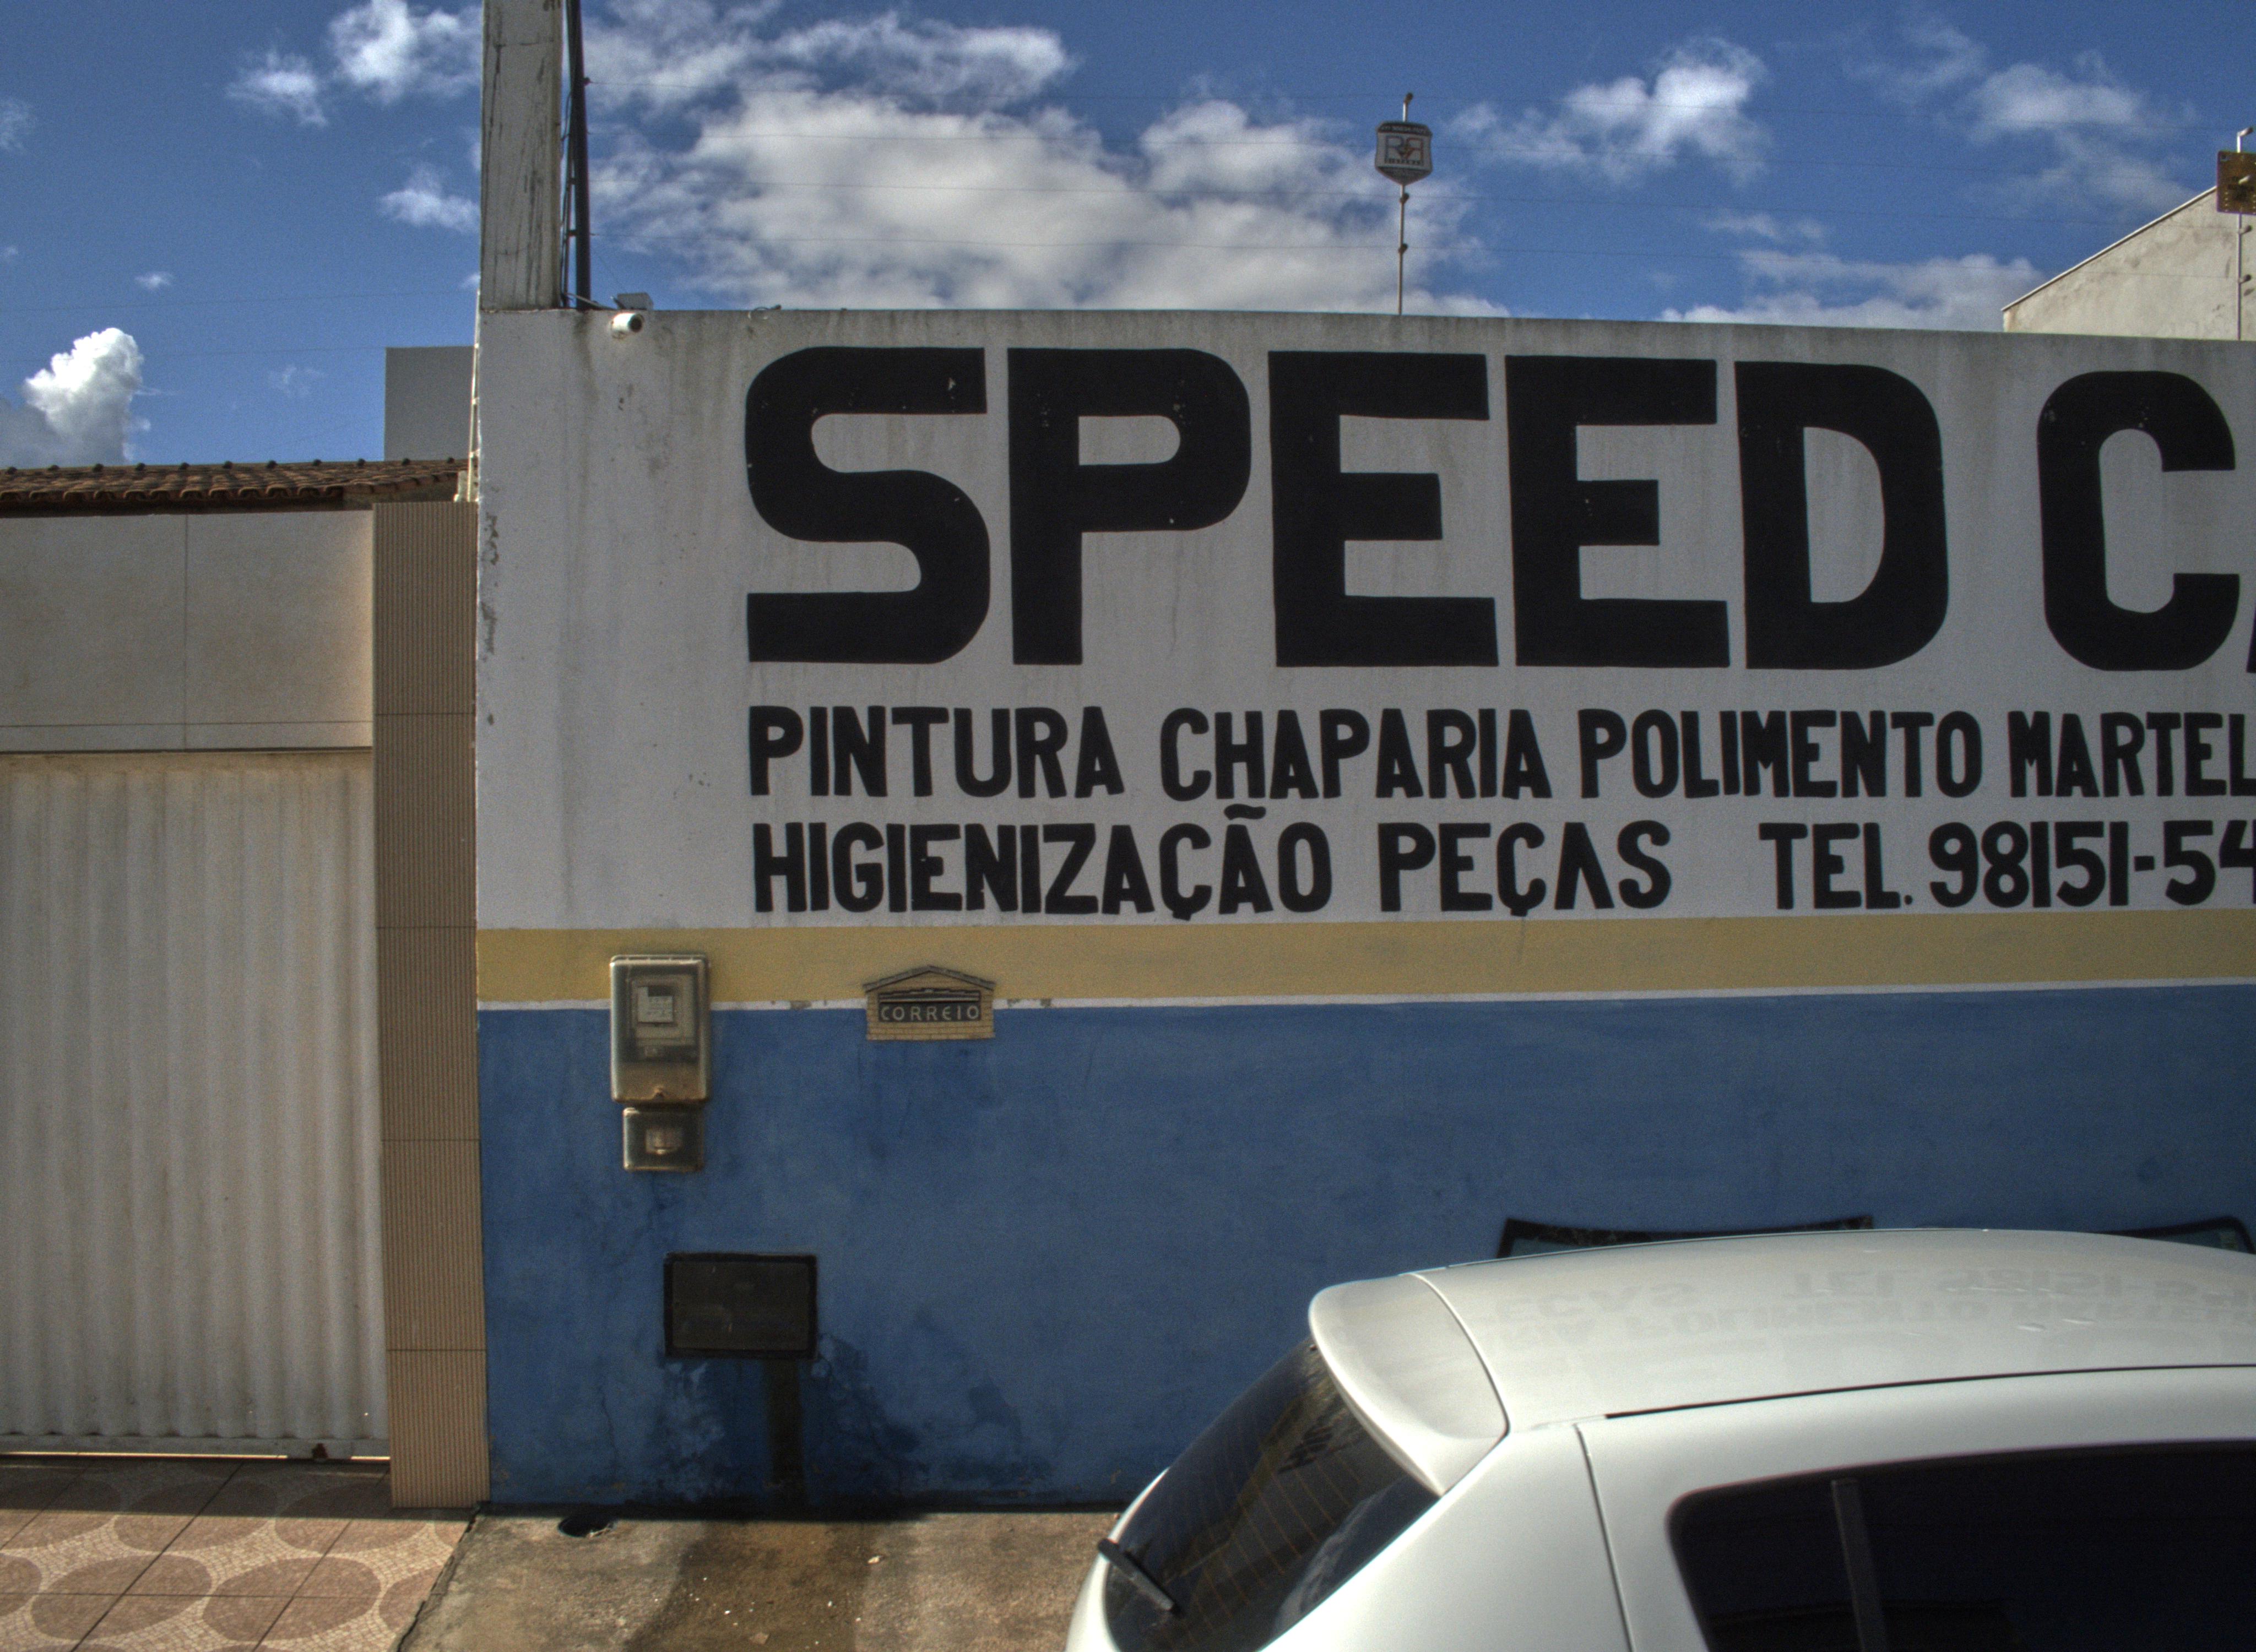 SPEED C
PINTURA CHAPARIA POLIMENTO MARTEL
HIGIENIZAÇÃO PEÇAS TEL. 98151-54
CORREIO